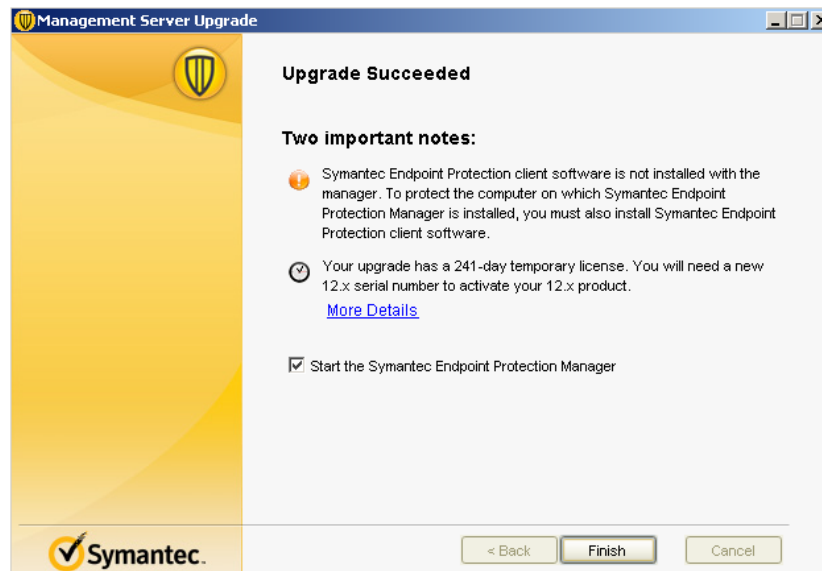 Management Server Upgrade
Upgrade Succeeded
Two important notes:
Symantec Endpoint Protection client software is not installed with the
manager. To protect the computer on which Symantec Endpoint
Protection Manager is installed, you must also install Symantec Endpoint
Protection client software.
Your upgrade has a 241-day temporary license. You will need a new
12.x serial number to activate your 12.x product.
More Details
Start the Symantec Endpoint Protection Manager
Symantec.
< Back
Finish
Cancel